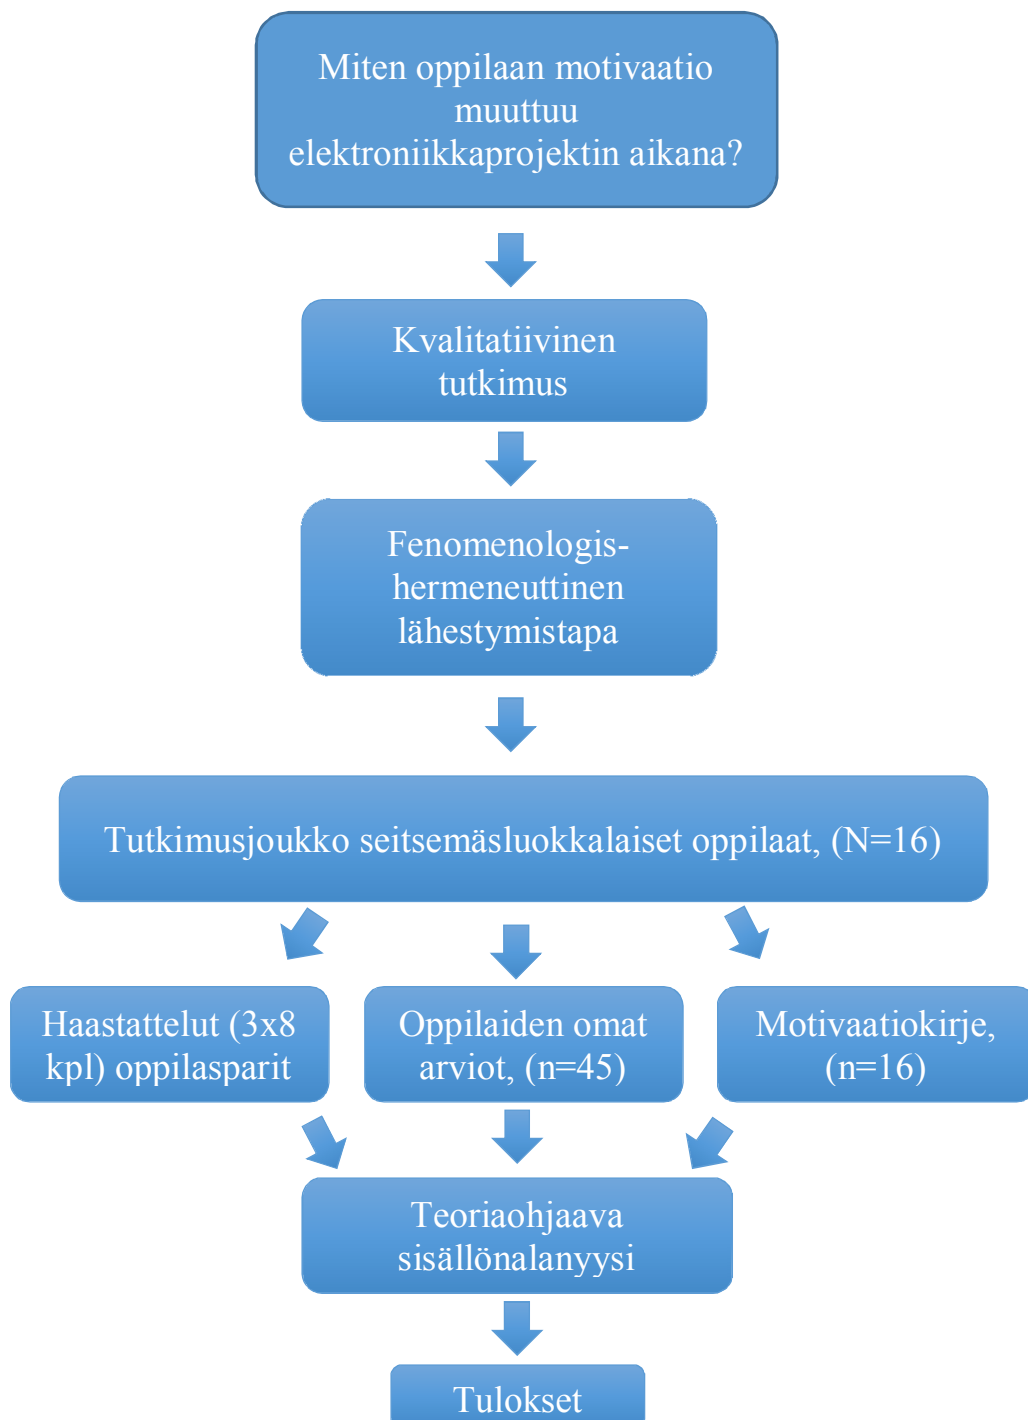 Miten oppilaan motivaatio
muuttuu
elektroniikkaprojektin aikana?
Kvalitatiivinen
tutkimus
Fenomenologis-
hermeneuttinen
lähestymistapa
Tutkimusjoukko seitsemäsluokkalaiset oppilaat, (N=16)
Haastattelut (3x8
kpl) oppilasparit
Oppilaiden omat
arviot, (n=45)
Motivaatiokirje,
(n=16)
Teoriaohjaava
sisällönalanyysi
Tulokset